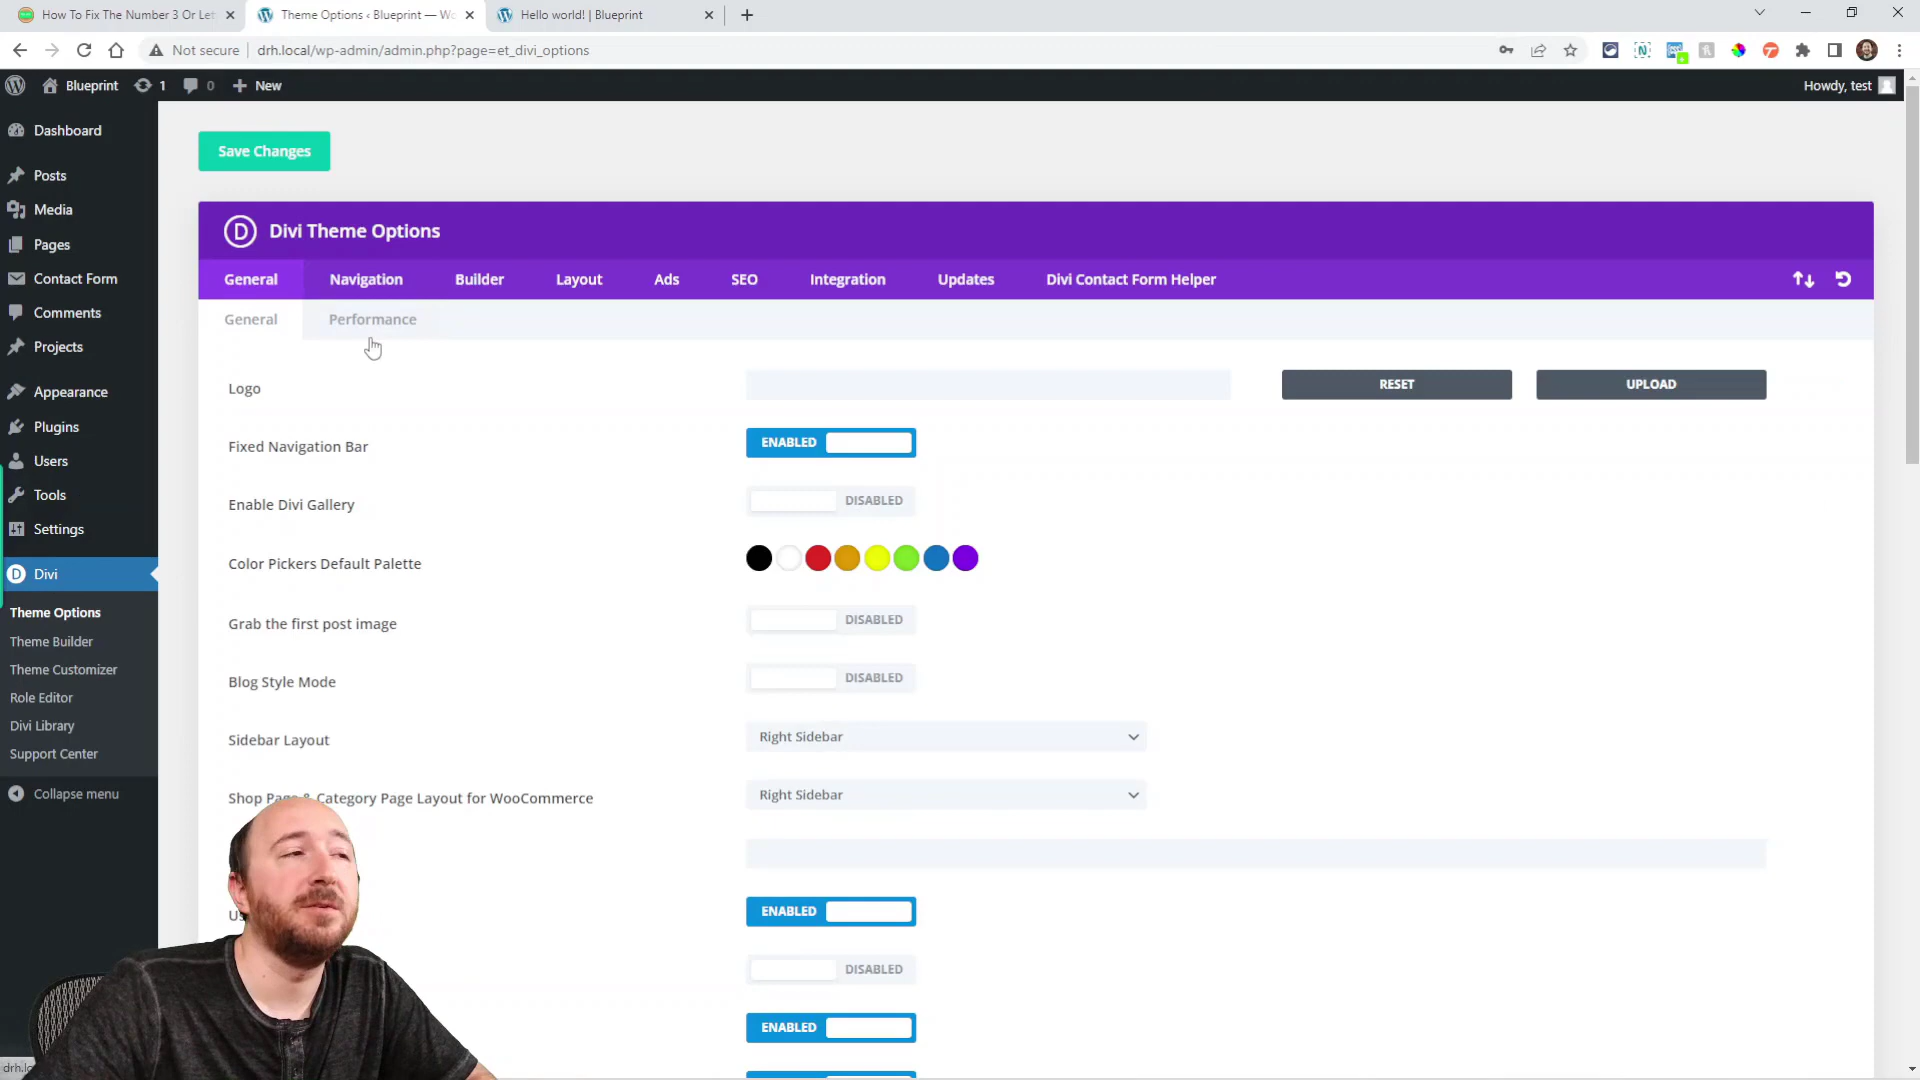 How To Fix The Number 3 Or Let
Theme Options ‹ Blueprint — Wo
Hello world! | Blueprint
Not secure
drh.local/wp-admin/admin.php?page=et_divi_options
Blueprint
1
0
New
Howdy, test
Dashboard
Posts
Media
Pages
Contact Form
Comments
Projects
Appearance
Plugins
Users
Tools
Settings
Divi
Theme Options
Theme Builder
Theme Customizer
Role Editor
Divi Library
Support Center
Collapse menu
Save Changes
D Divi Theme Options
General Navigation Builder Layout Ads SEO Integration Updates Divi Contact Form Helper
General Performance
Logo
RESET UPLOAD
Fixed Navigation Bar
ENABLED
Enable Divi Gallery
DISABLED
Color Pickers Default Palette
Grab the first post image
DISABLED
Blog Style Mode
DISABLED
Sidebar Layout
Right Sidebar
Shop Page & Category Page Layout for WooCommerce
Right Sidebar
ENABLED
DISABLED
ENABLED